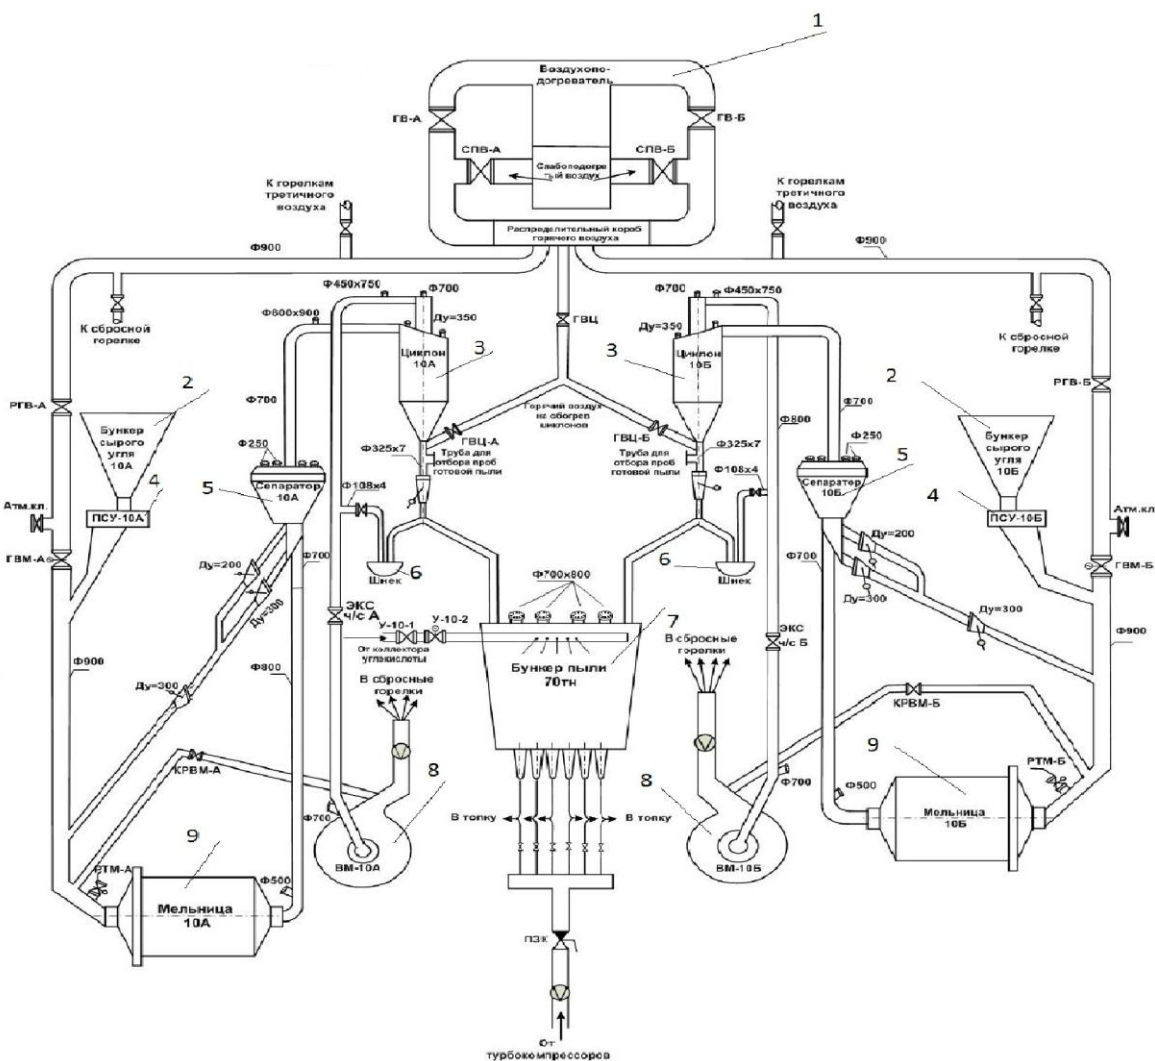 1
Воздухопо-
догреватель
ГВ-А
ГВ-Б
СПВ-А
СПВ-Б
Слабоподогре
тый воздух
К горелкам
третичного
воздуха
К горелкам
третичного
воздуха
Распределительный короб
горячего воздуха
Ф900
Ф900
Ф450х750
Ф700
Ф700
Ф450х750
Ф800х900
Ду=350
ГВЦ
Ду=350
К сбросной
горелке
К сбросной
горелке
3
3
Циклон
10А
Циклон
10Б
2
2
РГВ-А
РГВ-Б
Ф700
Ф700
Горячий воздух
на обогрев
циклонов
Ф800
Бункер
сырого
угля
10А
Бункер
сырого
угля
10Б
Ф250
Ф250
ГВЦ-А
ГВЦ-Б
Ф325х7
Ф325х7
Труба для
отбора проб
готовой пыли
Труба для
отбора проб
готовой пыли
4
5
5
4
Сепаратор
10А
Сепаратор
10Б
Ф108х4
Ф108х4
Атм.кл.
Атм.кл
ПСУ-10А
ПСУ-10Б
ГВМ-А
ГВМ-Б
Ду=200
Ду=200
Ф700
Ф700
Шнек
6
6
Шнек
Ф700х800
Ду=300
Ду=300
Ду=300
ЭКС
ч/с А
ЭКС
ч/с Б
У-10-1
У-10-2
7
От коллектора
углекислоты
В сбросные
горелки
Ф900
Ф900
Бункер пыли
70тн
Ф800
Ду=300
В сбросные
горелки
КРВМ-А
КРВМ-Б
8
8
9
9
РТМ-Б
Ф700
Ф700
Ф500
В топку
В топку
Мельница
10Б
ВМ-10А
ВМ-10Б
РТМ-А
Ф500
Мельница
10А
ПЗК
От
турбокомпрессоров